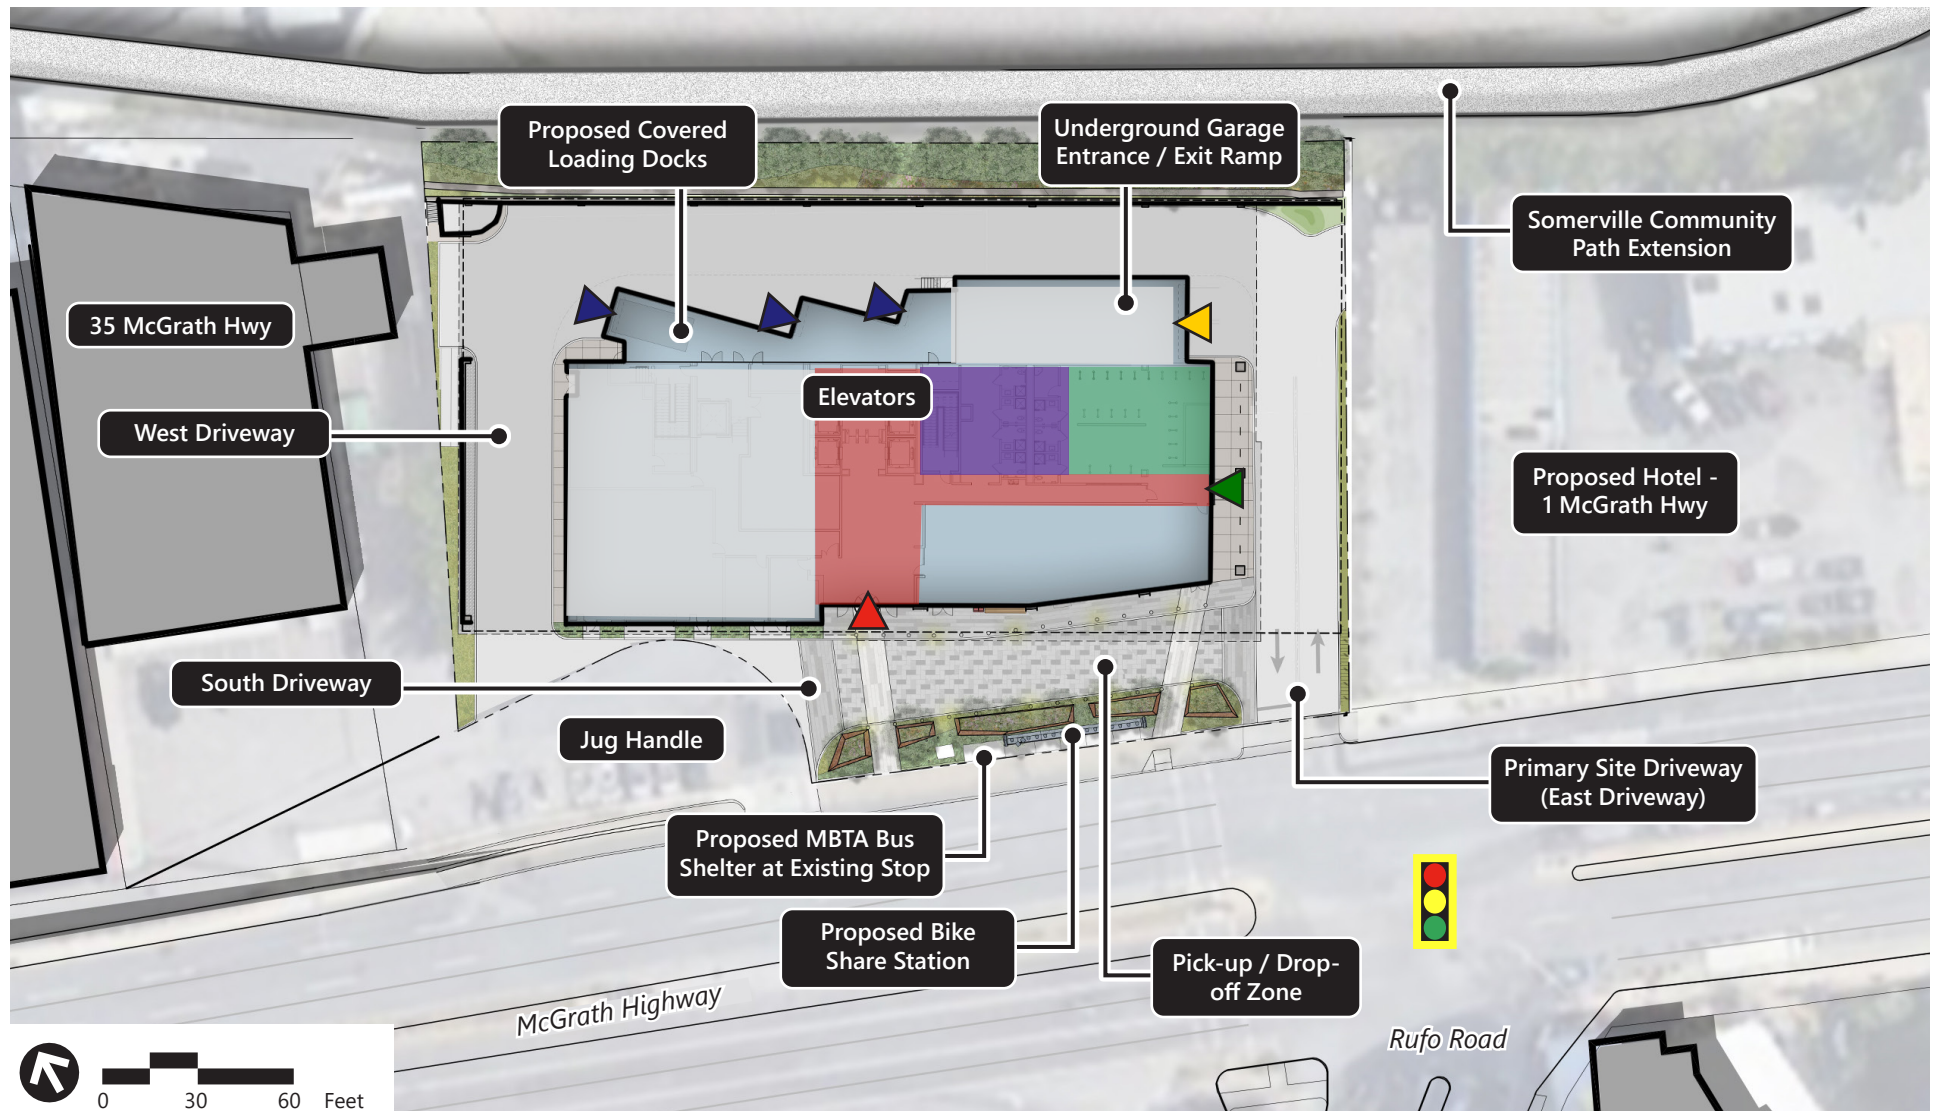 Proposed Covered
Loading Docks
Underground Garage
Entrance / Exit Ramp
Somerville Community
Path Extension
35 McGrath Hwy
Elevators
West Driveway
Proposed Hotel -
1 McGrath Hwy
South Driveway
Jug Handle
Primary Site Driveway
(East Driveway)
Proposed MBTA Bus
Shelter at Existing Stop
Proposed Bike
Share Station
Pick-up / Drop-
off Zone
McGrath Highway
Rufo Road
0 30 60 Feet